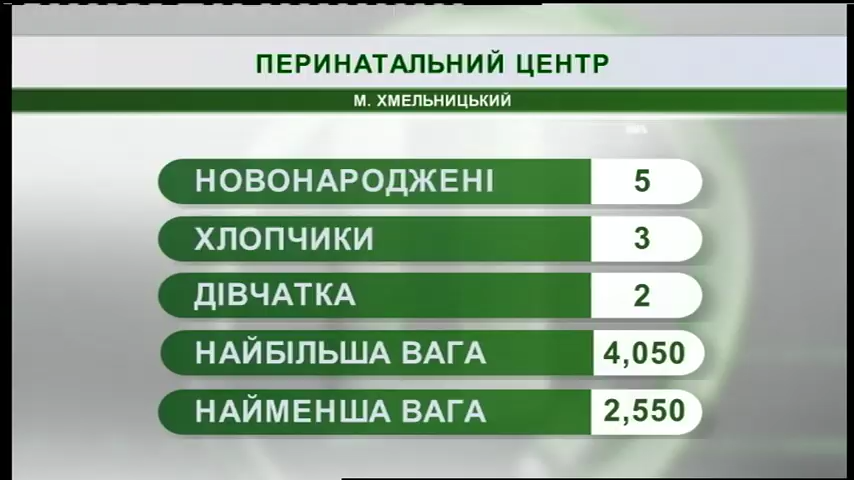 ПЕРИНАТАЛЬНИЙ ЦЕНТР
М. ХМЕЛЬНИЦЬКИЙ
НОВОНАРОДЖЕНІ 5
ХЛОПЧИКИ 3
ДІВЧАТКА 2
НАЙБІЛЬША ВАГА 4,050
НАЙМЕНША ВАГА 2,550